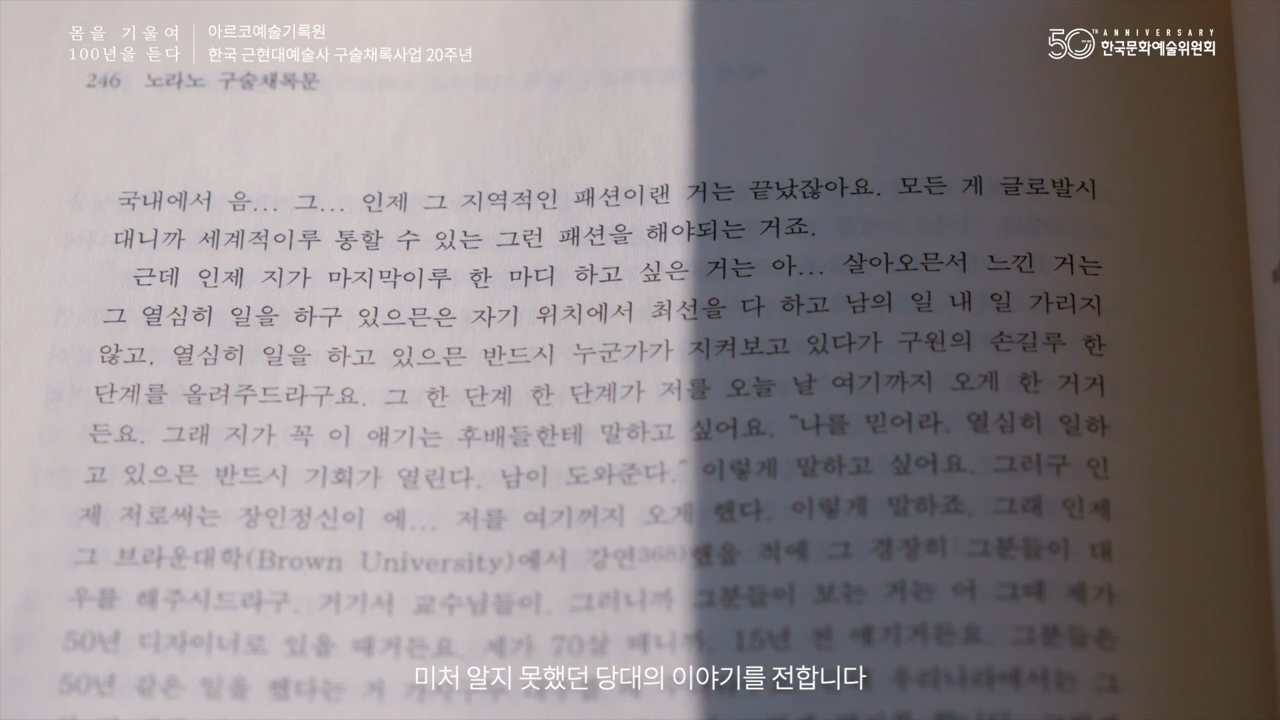 몸을 기울여
100년을 듣다
아르코예술기록원
한국 근현대예술사 구술채록사업 20주년
50TH ANNIVERSARY
한국문화예술위원회
246 노라노 구술채록문
국내에서 음... 그... 인제 그 지역적인 패션이랜 거는 끝났잖아요. 모든 게 글로발시
대니까 세계적이루 통할 수 있는 그런 패션을 해야되는 거죠.
근데 인제 지가 마지막이루 한 마디 하고 싶은 거는 아... 살아오믄서 느낀 거는
그 열심히 일을 하구 있으믄은 자기 위치에서 최선을 다 하고 남의 일 내 일 가리지
않고. 열심히 일을 하고 있으믄 반드시 누군가가 지켜보고 있다가 구원의 손길루 한
단계를 올려주드라구요. 그 한 단계 한 단계가 저를 오늘 날 여기까지 오게 한 거거
든요. 그래 지가 꼭 이 얘기는 후배들한테 말하고 싶어요. "나를 믿어라. 열심히 일하
고 있으믄 반드시 기회가 열린다. 남이 도와준다." 이렇게 말하고 싶어요. 그러구 인
제 저로써는 장인정신이 에... 저를 여기꺼지 오게 했다. 이렇게 말하죠. 그래 인제
그 브라운대학(Brown University)에서 강연368)했을 적에 그 굉장히 그분들이 대
우를 해주시드라구. 거기서 교수님들이. 그러니까 그분들이 보는 거는 어 그때 제가
50년 디자이너로 있을 때거든요. 제가 70살 때니까, 15년 전 얘기거든요. 그분들은
50년 같은 일을 했다는 거
미처 알지 못했던 당대의 이야기를 전합니다